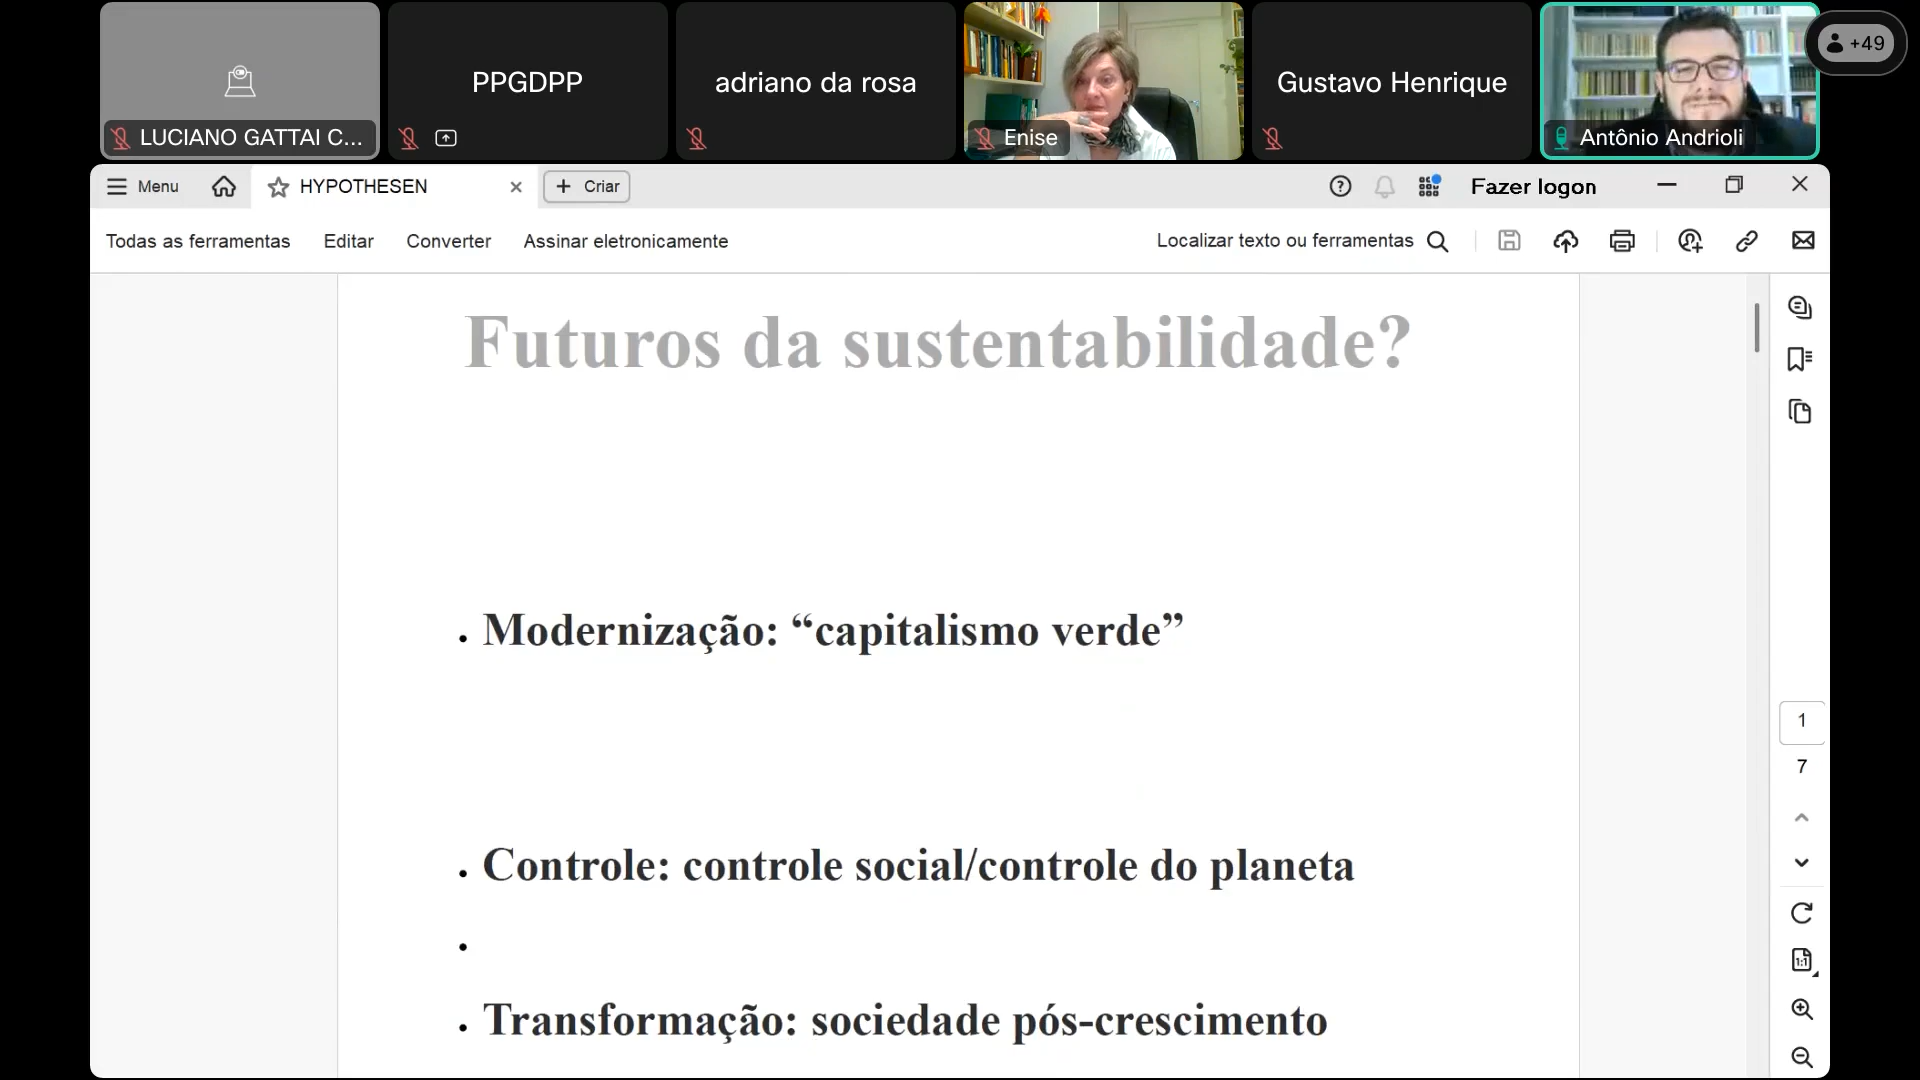 LUCIANO GATTAI C...
PPGDPP
adriano da rosa
Enise
Gustavo Henrique
Antônio Andrioli
+49
Menu
HYPOTHESEN
Criar
Fazer logon
Todas as ferramentas
Editar
Converter
Assinar eletronicamente
Localizar texto ou ferramentas
Futuros da sustentabilidade?
• Modernização: “capitalismo verde”
• Controle: controle social/controle do planeta
•
• Transformação: sociedade pós-crescimento
1
7
1:1